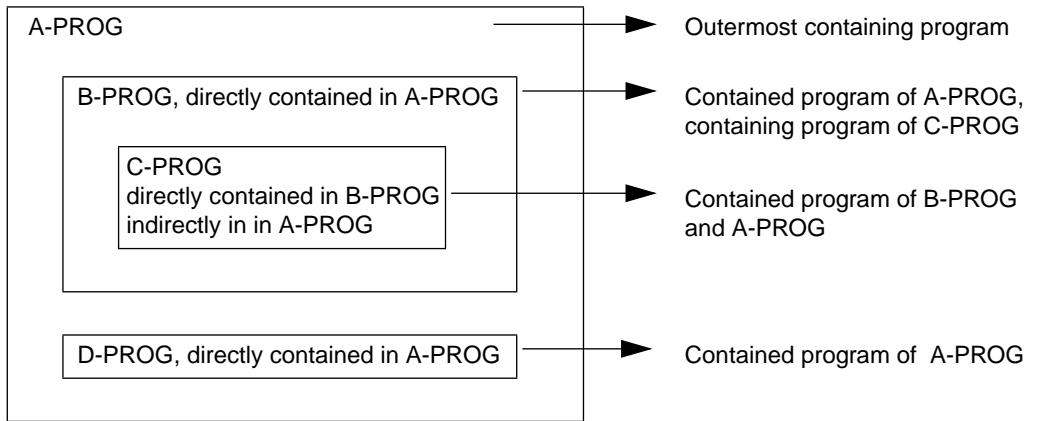 A-PROG
Outermost containing program
B-PROG, directly contained in A-PROG
Contained program of A-PROG,
containing program of C-PROG
C-PROG
directly contained in B-PROG
indirectly in in A-PROG
Contained program of B-PROG
and A-PROG
D-PROG, directly contained in A-PROG
Contained program of  A-PROG